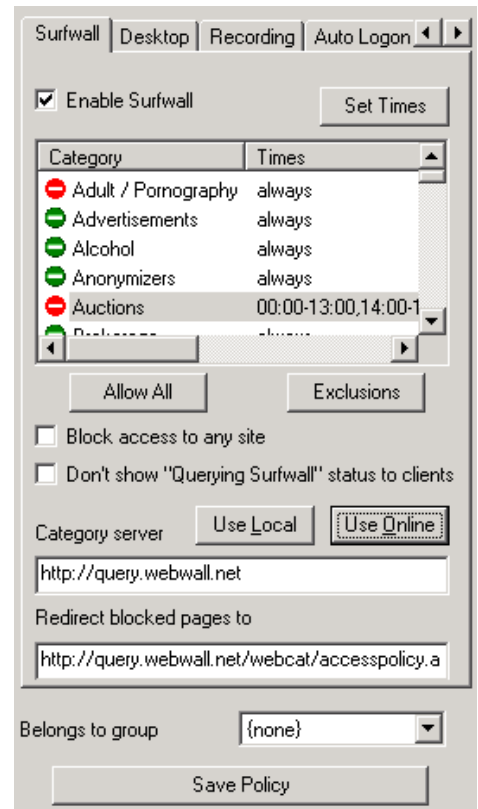 Surfwall Desktop Recording Auto Logon
Enable Surfwall Set Times
Category Times
Adult / Pornography always
Advertisements always
Alcohol always
Anonymizers always
Auctions 00:00-13:00,14:00-1
Allow All Exclusions
Block access to any site
Don't show "Querying Surfwall" status to clients
Category server Use Local Use Online
http://query.webwall.net
Redirect blocked pages to
http://query.webwall.net/webcat/accesspolicy.a
Belongs to group {none}
Save Policy